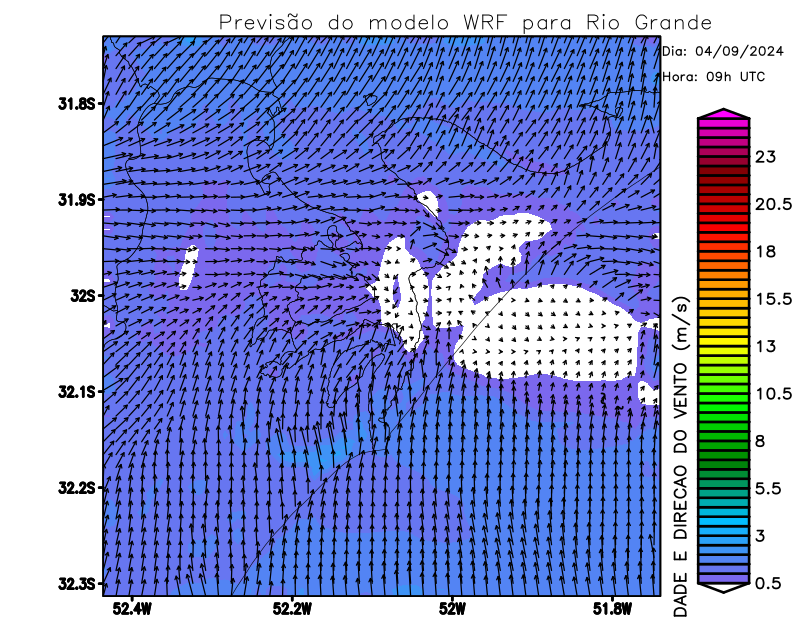 Previsão do modelo WRF para Rio Grande
Dia: 04/09/2024
Hora: 09h UTC
31.8S
31.9S
32S
32.1S
32.2S
32.3S
52.4W
52.2W
52W
51.8W
23
20.5
18
15.5
13
10.5
8
5.5
3
0.5
DADE E DIRECAO DO VENTO (m/s)